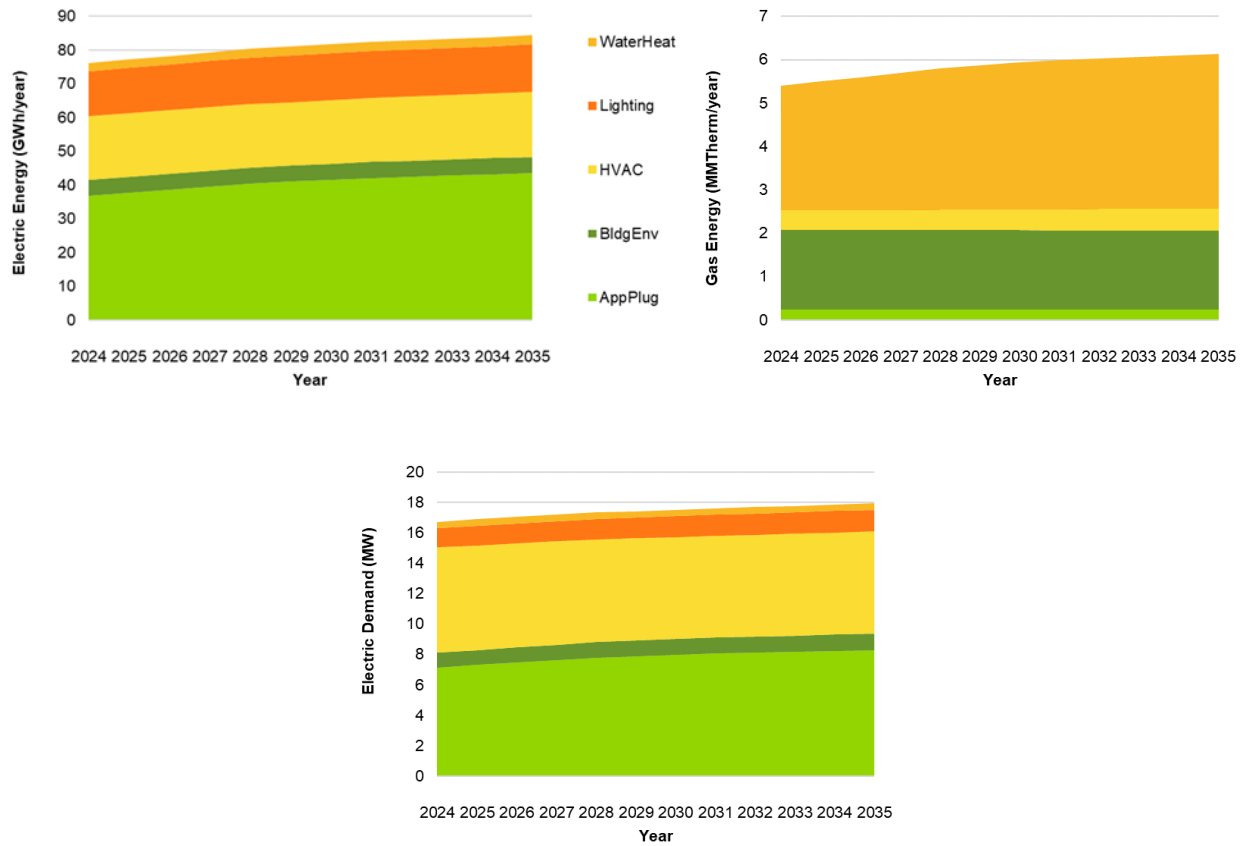 90
80
70
60
50
40
30
20
10
0
Electric Energy (GWh/year)
2024 2025 2026 2027 2028 2029 2030 2031 2032 2033 2034 2035
Year
WaterHeat
Lighting
HVAC
BldgEnv
AppPlug
7
6
5
4
3
2
1
0
Gas Energy (MMTherm/year)
2024 2025 2026 2027 2028 2029 2030 2031 2032 2033 2034 2035
Year
20
18
16
14
12
10
8
6
4
2
0
Electric Demand (MW)
2024 2025 2026 2027 2028 2029 2030 2031 2032 2033 2034 2035
Year